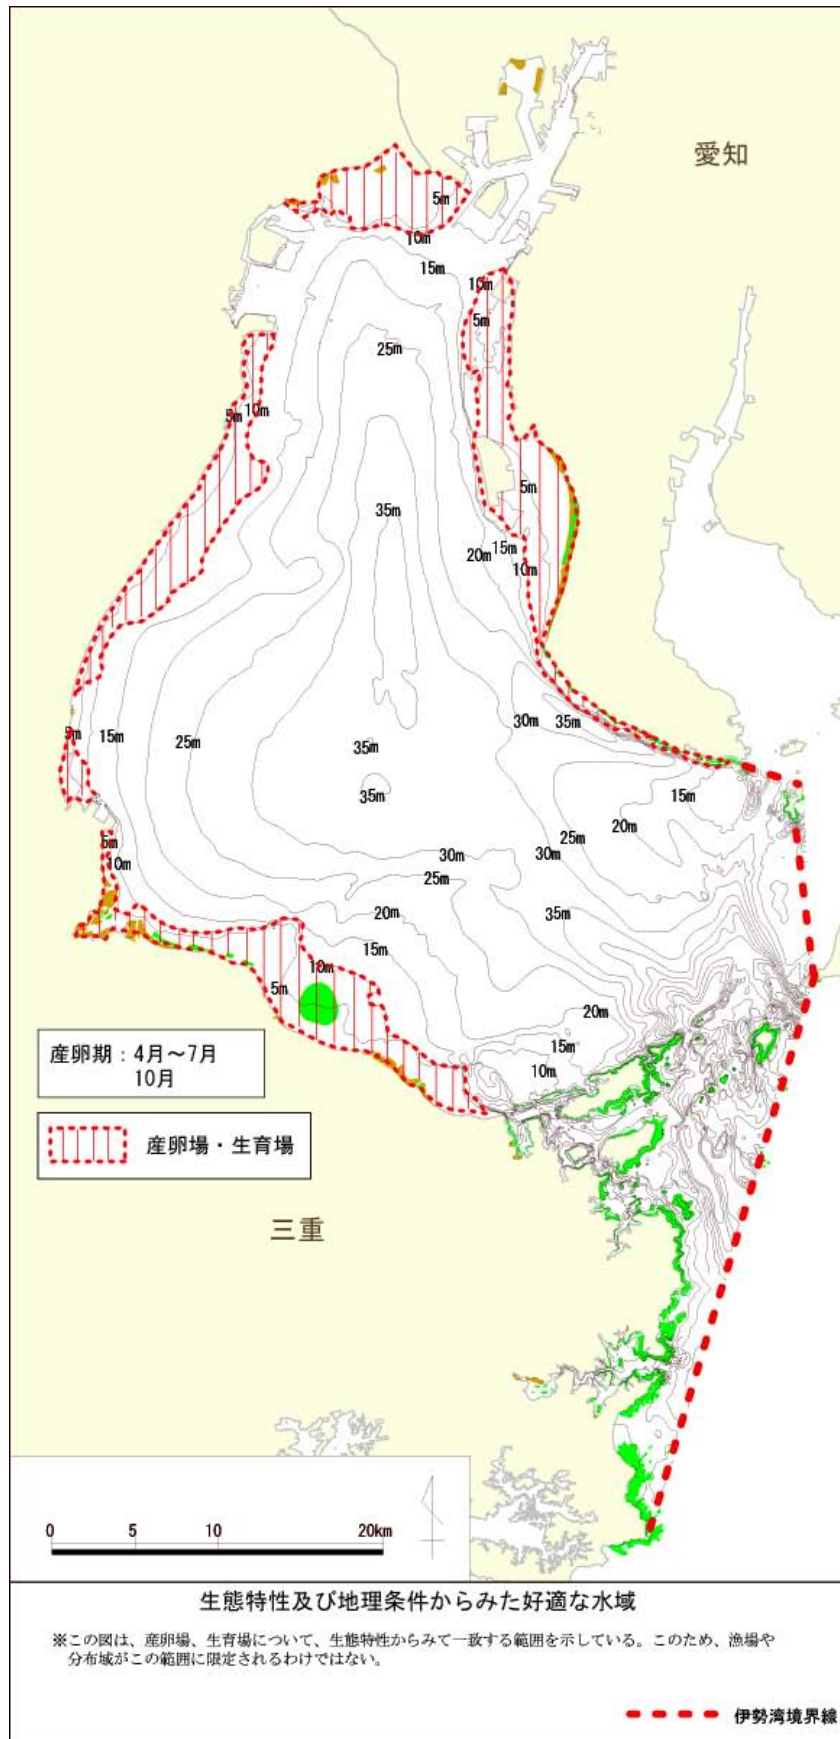 愛知
5m
10m
15m
10m
5m
25m
5m
10m
5m
35m
20m
15m
10m
30m
35m
5m
15m
25m
35m
35m
15m
20m
25m
5m
10m
30m
30m
25m
20m
35m
15m
10m
5m
20m
15m
10m
産卵期:4月~7月
10月
産卵場・生育場
三重
0 5 10 20km
生態特性及び地理条件からみた好適な水域
※この図は、産卵場、生育場について、生態特性からみて一致する範囲を示している。このため、漁場や
分布域がこの範囲に限定されるわけではない。
伊勢湾境界線